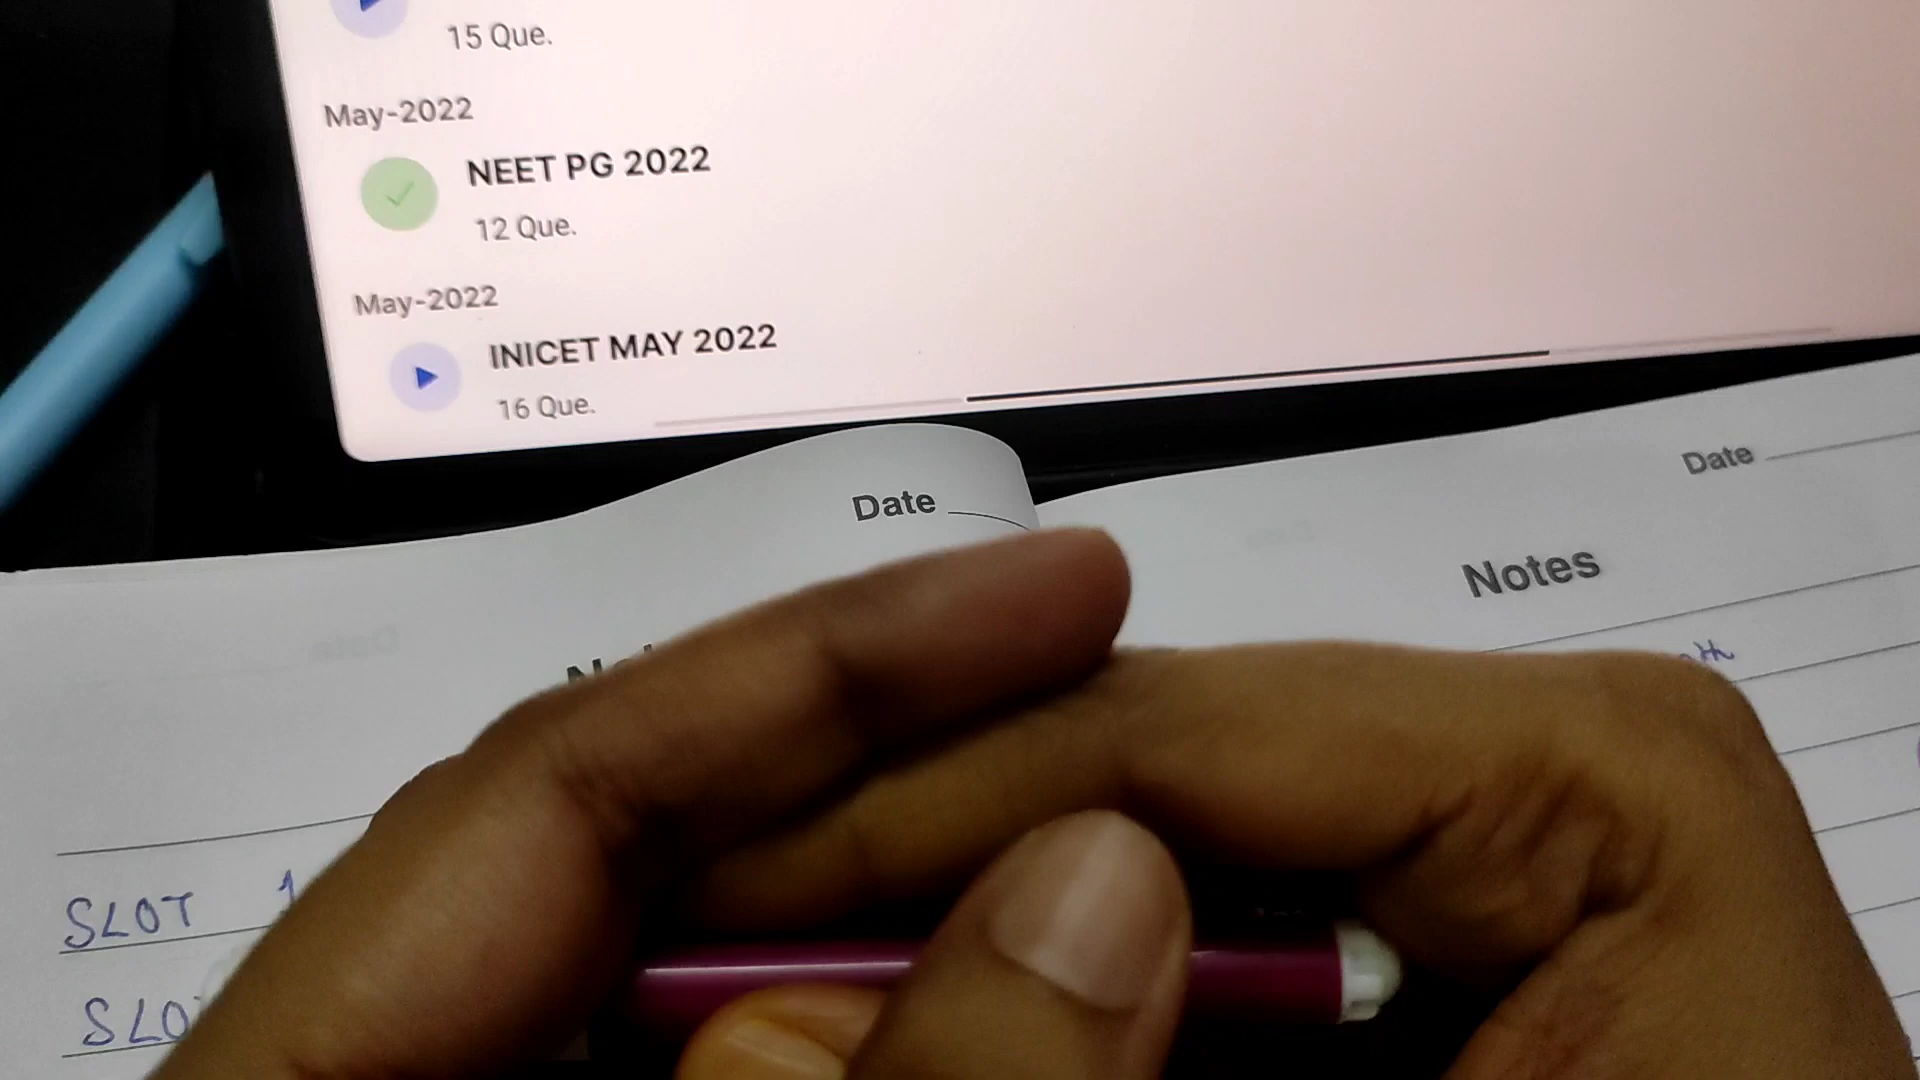 15 Que.
May-2022
NEET PG 2022
12 Que.
May-2022
INICET MAY 2022
16 Que.
Date
Date
Notes
SLOT 1